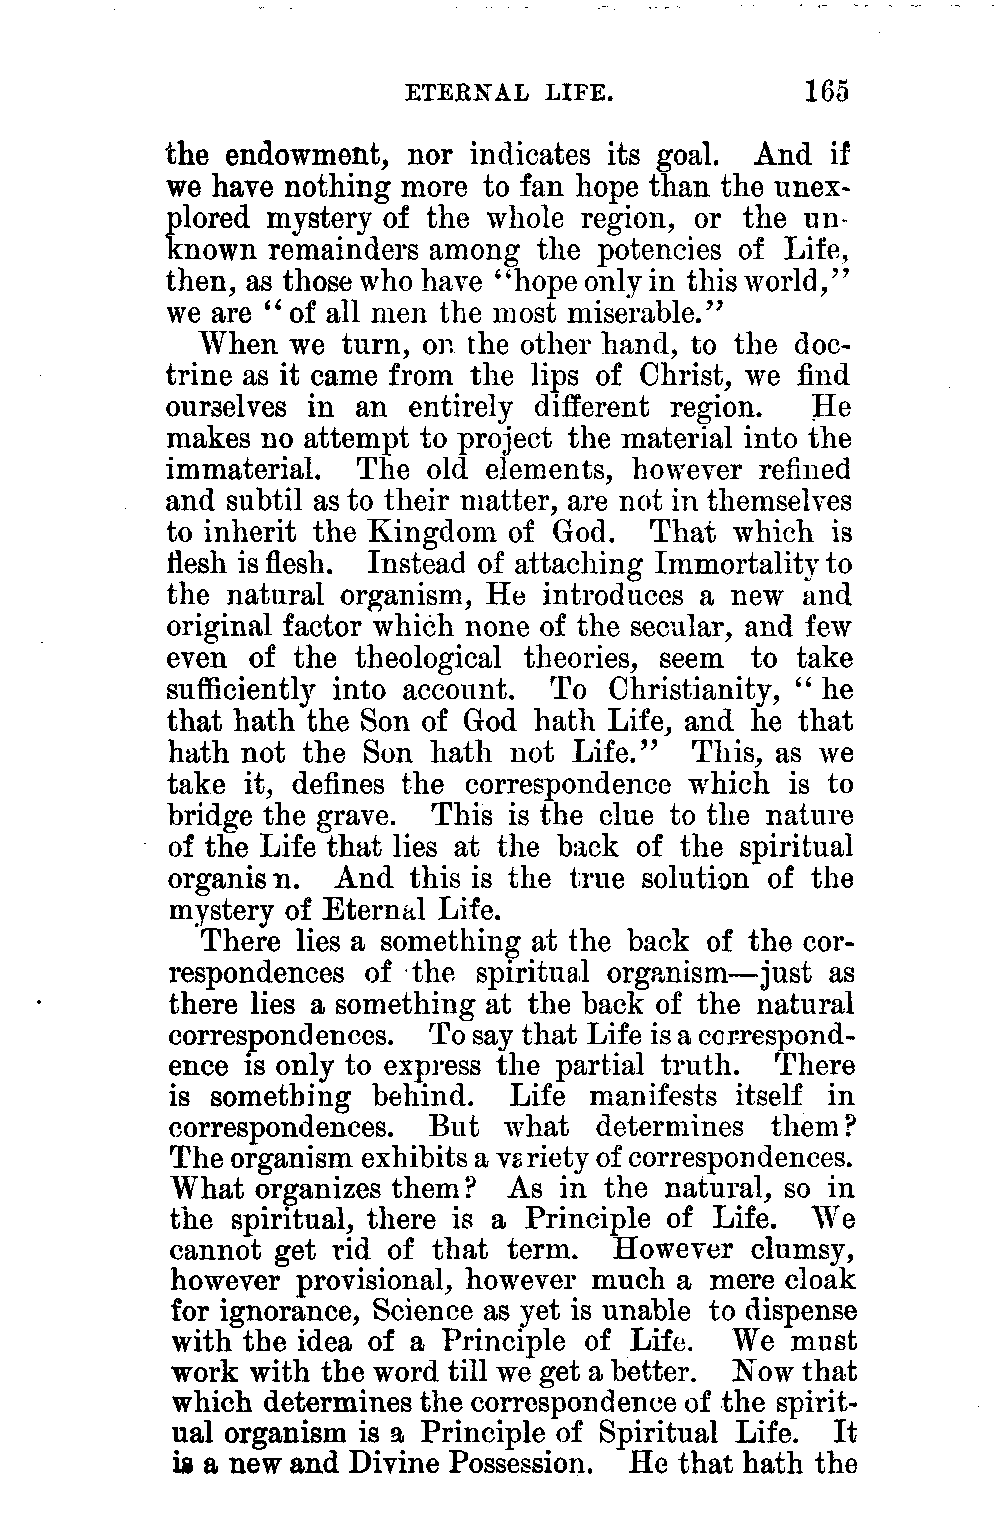 ETERNAL LIFE. 165
the endowment, nor indicates its goal. And if
we have nothing more to fan hope than the unex-
plored mystery of the whole region, or the un-
known remainders among the potencies of Life,
then, as those who have "hope only in this world,"
we are "of all men the most miserable."
When we turn, on the other hand, to the doc-
trine as it came from the lips of Christ, we find
ourselves in an entirely different region. He
makes no attempt to project the material into the
immaterial. The old elements, however refined
and subtil as to their matter, are not in themselves
to inherit the Kingdom of God. That which is
flesh is flesh. Instead of attaching Immortality to
the natural organism, He introduces a new and
original factor which none of the secular, and few
even of the theological theories, seem to take
sufficiently into account. To Christianity, "he
that hath the Son of God hath Life, and he that
hath not the Son hath not Life." This, as we
take it, defines the correspondence which is to
bridge the grave. This is the clue to the nature
of the Life that lies at the back of the spiritual
organism. And this is the true solution of the
mystery of Eternal Life.
There lies a something at the back of the cor-
respondences of the spiritual organism—just as
there lies a something at the back of the natural
correspondences. To say that Life is a correspond-
ence is only to express the partial truth. There
is something behind. Life manifests itself in
correspondences. But what determines them?
The organism exhibits a variety of correspondences.
What organizes them? As in the natural, so in
the spiritual, there is a Principle of Life. We
cannot get rid of that term. However clumsy,
however provisional, however much a mere cloak
for ignorance, Science as yet is unable to dispense
with the idea of a Principle of Life. We must
work with the word till we get a better. Now that
which determines the correspondence of the spirit-
ual organism is a Principle of Spiritual Life. It
is a new and Divine Possession. He that hath the